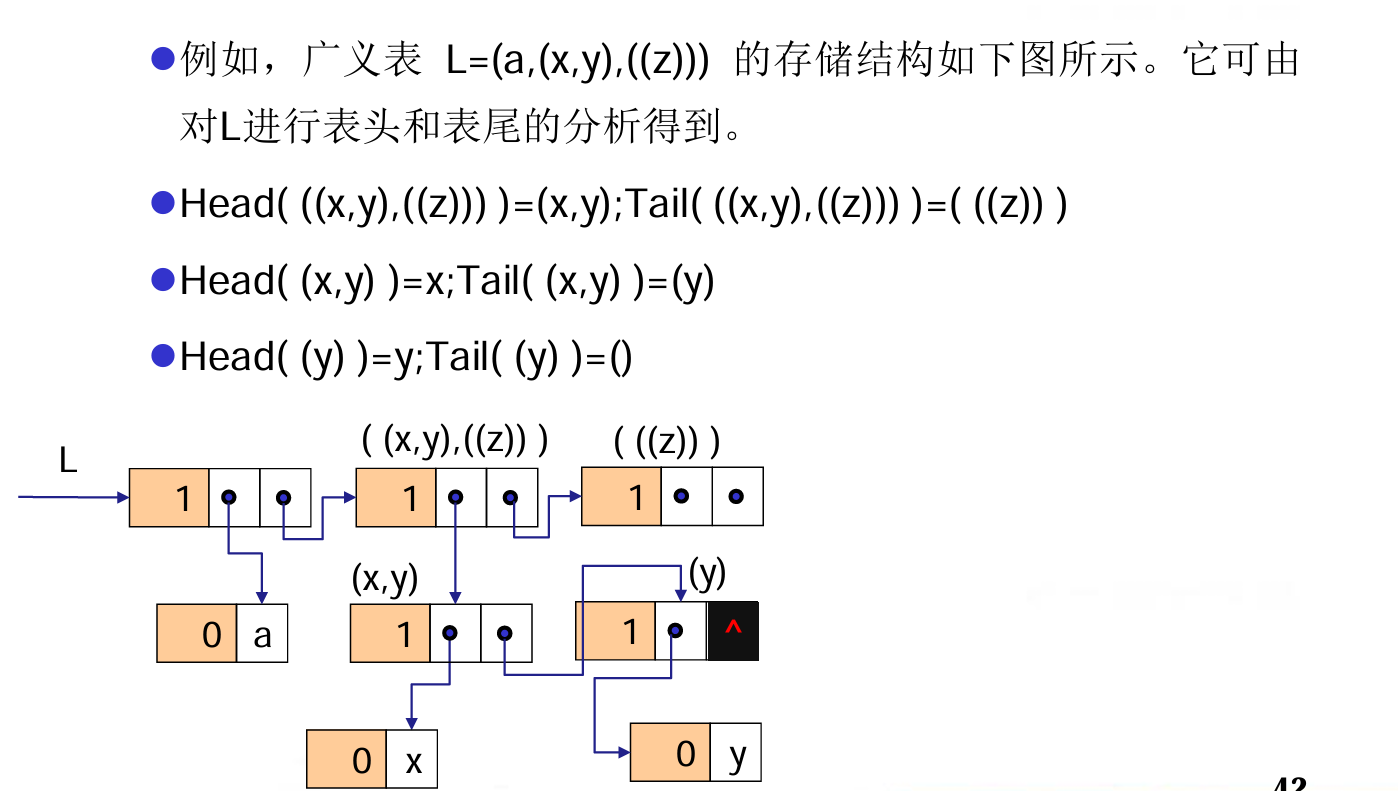 ●例如，广义表 L=(a,(x,y),((z))) 的存储结构如下图所示。它可由
对L进行表头和表尾的分析得到。
●Head( ((x,y),((z))) )=(x,y);Tail( ((x,y),((z))) )=( ((z)) )
●Head( (x,y) )=x;Tail( (x,y) )=(y)
●Head( (y) )=y;Tail( (y) )=()
( (x,y),((z)) ) ( ((z)) )
L
1 1 1
(x,y) (y)
0 a 1 1 ^
0 x 0 y
42